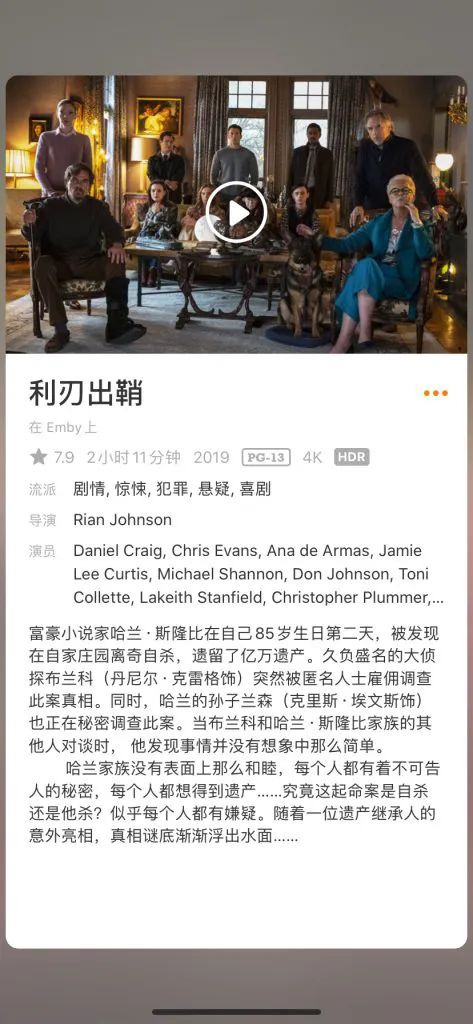 利刃出鞘
在 Emby 上
7.9 2小时11分钟 2019 PG-13 4K HDR
流派 剧情, 惊悚, 犯罪, 悬疑, 喜剧
导演 Rian Johnson
演员 Daniel Craig, Chris Evans, Ana de Armas, Jamie
Lee Curtis, Michael Shannon, Don Johnson, Toni
Collette, Lakeith Stanfield, Christopher Plummer,...
富豪小说家哈兰·斯隆比在自己85岁生日第二天，被发现
在自家庄园离奇自杀，遗留了亿万遗产。久负盛名的大侦
探布兰科（丹尼尔·克雷格饰）突然被匿名人士雇佣调查
此案真相。同时，哈兰的孙子兰森（克里斯·埃文斯饰）
也正在秘密调查此案。当布兰科和哈兰·斯隆比家族的其
他人对谈时， 他发现事情并没有想象中那么简单。
哈兰家族没有表面上那么和睦，每个人都有着不可告
人的秘密，每个人都想得到遗产……究竟这起命案是自杀
还是他杀？似乎每个人都有嫌疑。随着一位遗产继承人的
意外亮相，真相谜底渐渐浮出水面……